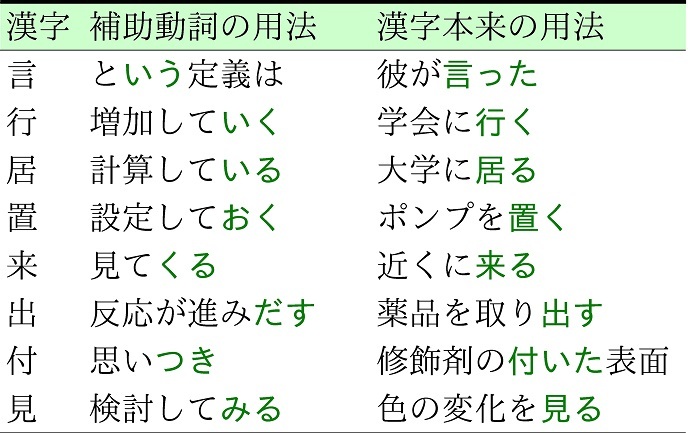 漢字 補助動詞の用法 漢字本来の用法
言 という定義は 彼が言った
行 増加していく 学会に行く
居 計算している 大学に居る
置 設定しておく ポンプを置く
来 見てくる 近くに来る
出 反応が進みだす 薬品を取り出す
付 思いつき 修飾剤の付いた表面
見 検討してみる 色の変化を見る